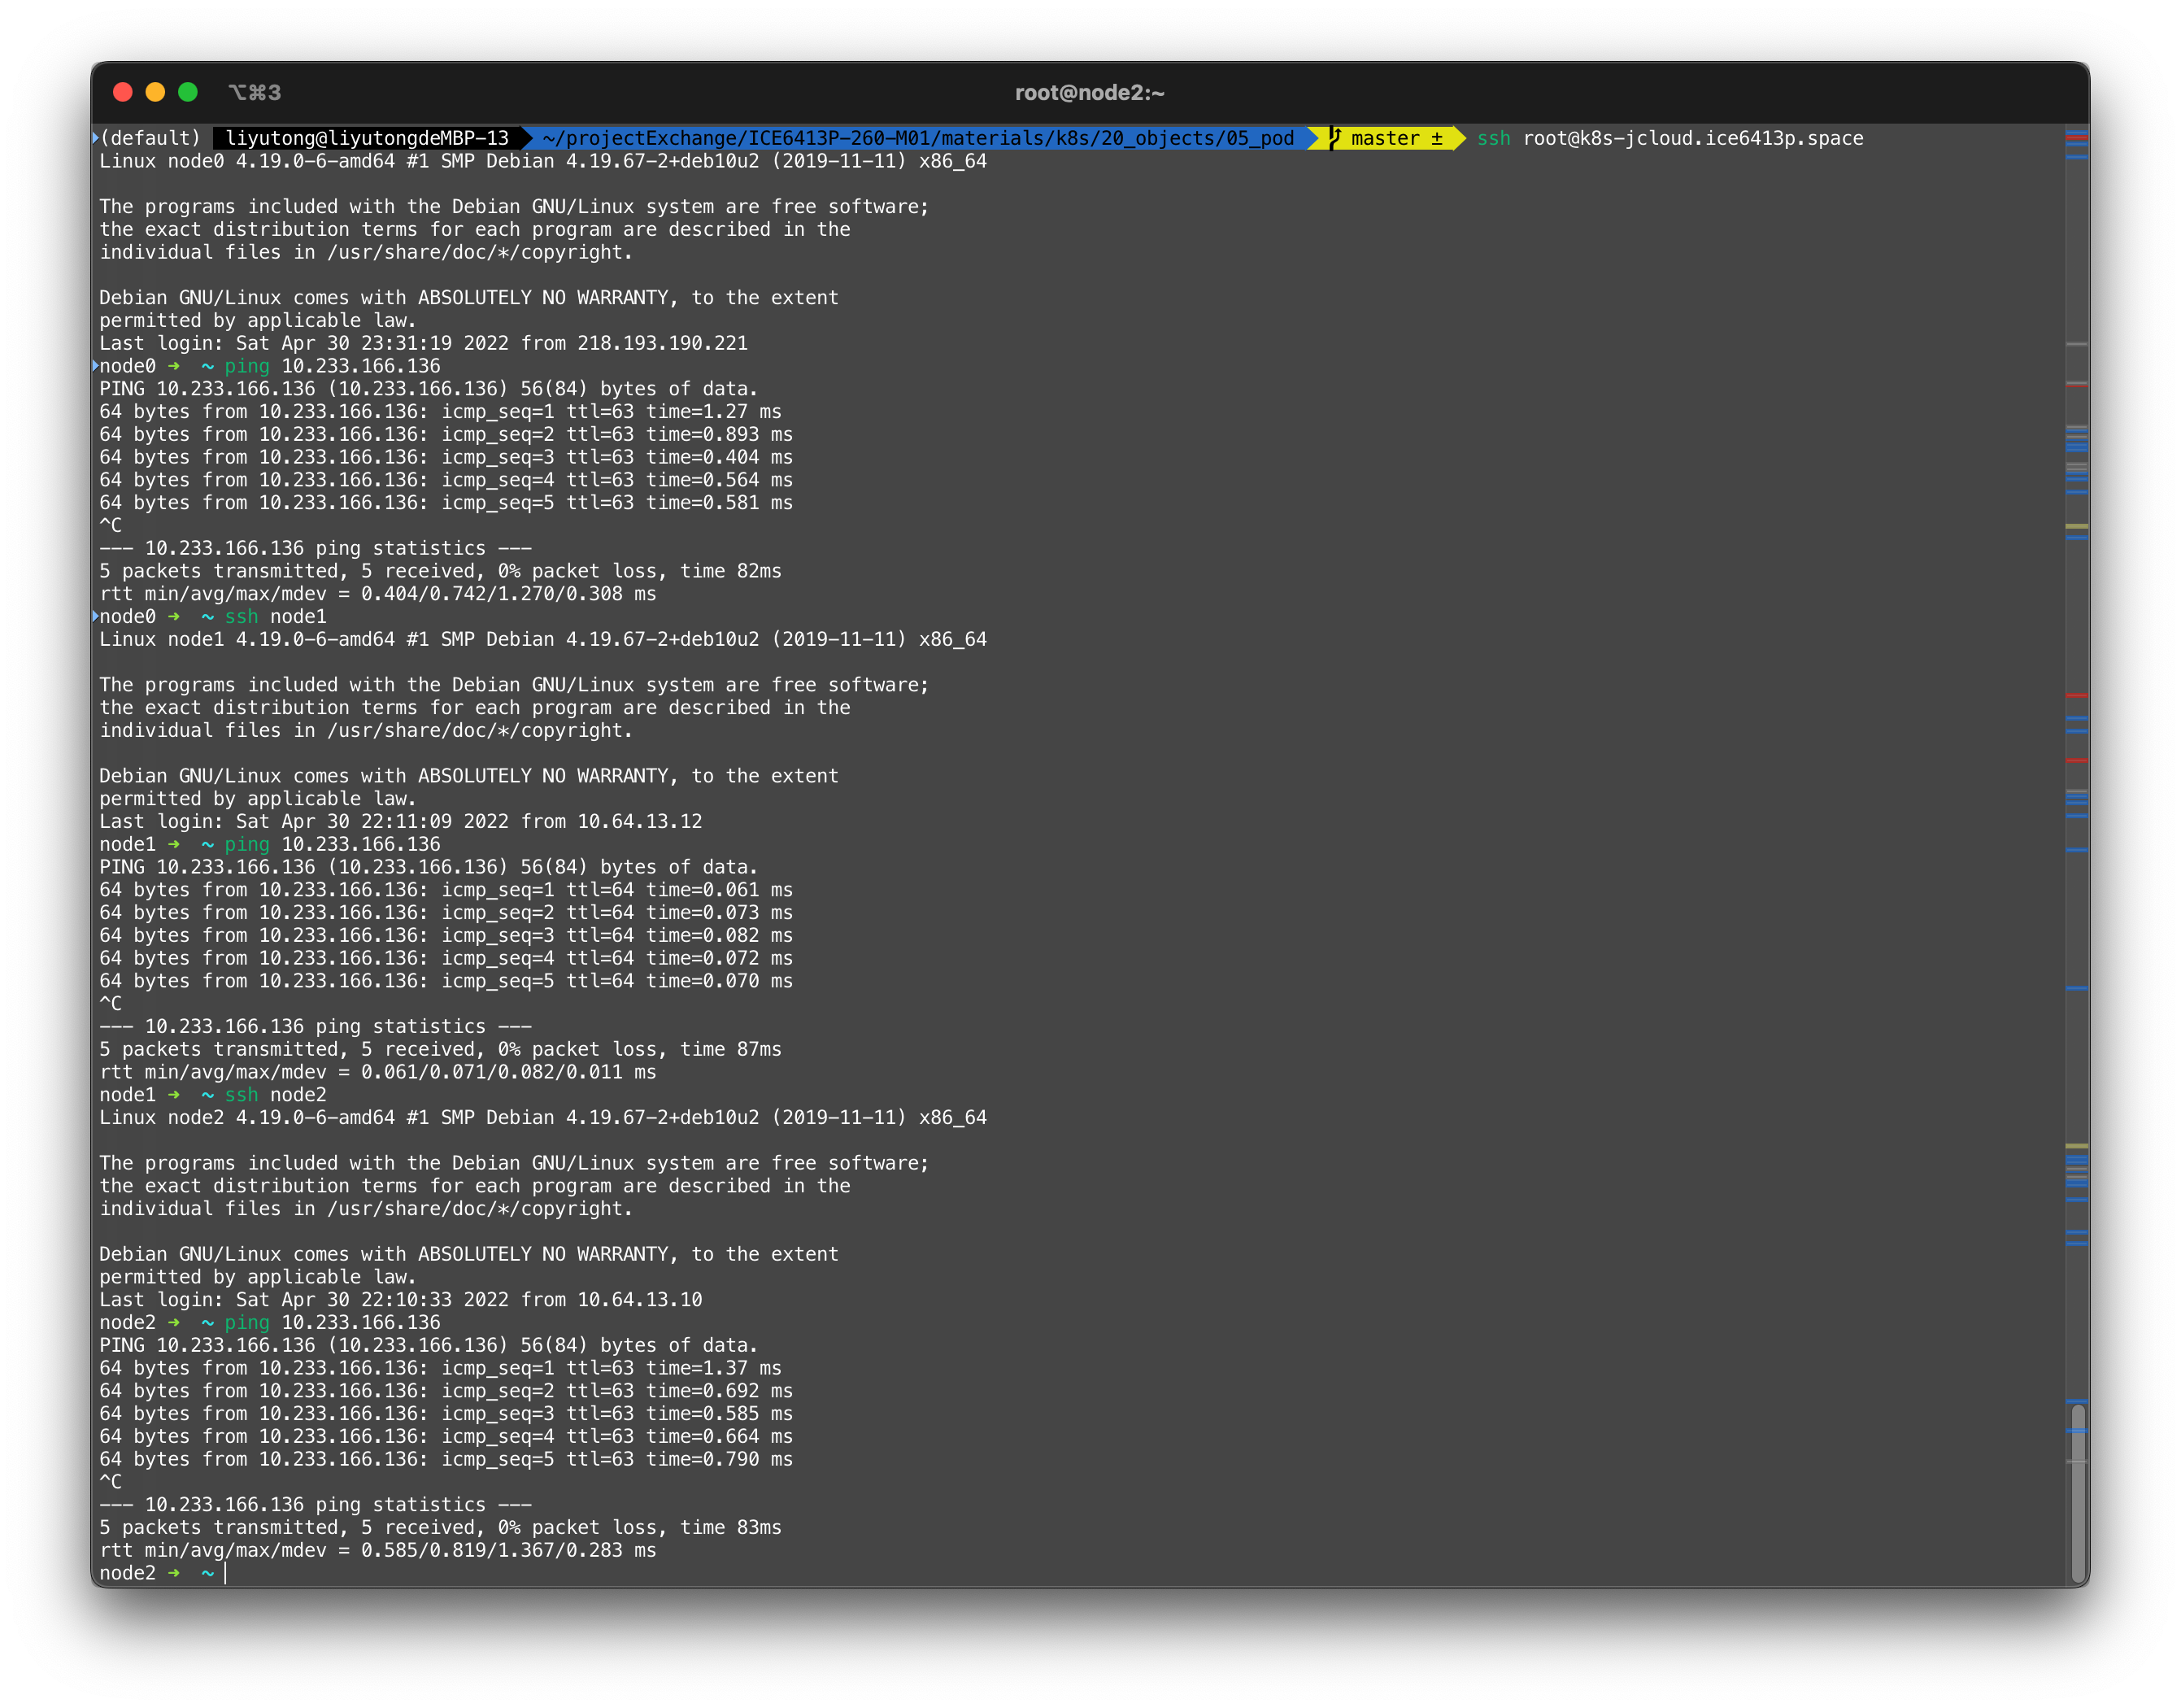 ⌥⌘3
root@node2:~
(default) liyutong@liyutongdeMBP-13 ~/projectExchange/ICE6413P-260-M01/materials/k8s/20_objects/05_pod master ± ssh root@k8s-jcloud.ice6413p.space
Linux node0 4.19.0-6-amd64 #1 SMP Debian 4.19.67-2+deb10u2 (2019-11-11) x86_64
The programs included with the Debian GNU/Linux system are free software;
the exact distribution terms for each program are described in the
individual files in /usr/share/doc/*/copyright.
Debian GNU/Linux comes with ABSOLUTELY NO WARRANTY, to the extent
permitted by applicable law.
Last login: Sat Apr 30 23:31:19 2022 from 218.193.190.221
node0 ➜ ~ ping 10.233.166.136
PING 10.233.166.136 (10.233.166.136) 56(84) bytes of data.
64 bytes from 10.233.166.136: icmp_seq=1 ttl=63 time=1.27 ms
64 bytes from 10.233.166.136: icmp_seq=2 ttl=63 time=0.893 ms
64 bytes from 10.233.166.136: icmp_seq=3 ttl=63 time=0.404 ms
64 bytes from 10.233.166.136: icmp_seq=4 ttl=63 time=0.564 ms
64 bytes from 10.233.166.136: icmp_seq=5 ttl=63 time=0.581 ms
^C
--- 10.233.166.136 ping statistics ---
5 packets transmitted, 5 received, 0% packet loss, time 82ms
rtt min/avg/max/mdev = 0.404/0.742/1.270/0.308 ms
node0 ➜ ~ ssh node1
Linux node1 4.19.0-6-amd64 #1 SMP Debian 4.19.67-2+deb10u2 (2019-11-11) x86_64
The programs included with the Debian GNU/Linux system are free software;
the exact distribution terms for each program are described in the
individual files in /usr/share/doc/*/copyright.
Debian GNU/Linux comes with ABSOLUTELY NO WARRANTY, to the extent
permitted by applicable law.
Last login: Sat Apr 30 22:11:09 2022 from 10.64.13.12
node1 ➜ ~ ping 10.233.166.136
PING 10.233.166.136 (10.233.166.136) 56(84) bytes of data.
64 bytes from 10.233.166.136: icmp_seq=1 ttl=64 time=0.061 ms
64 bytes from 10.233.166.136: icmp_seq=2 ttl=64 time=0.073 ms
64 bytes from 10.233.166.136: icmp_seq=3 ttl=64 time=0.082 ms
64 bytes from 10.233.166.136: icmp_seq=4 ttl=64 time=0.072 ms
64 bytes from 10.233.166.136: icmp_seq=5 ttl=64 time=0.070 ms
^C
--- 10.233.166.136 ping statistics ---
5 packets transmitted, 5 received, 0% packet loss, time 87ms
rtt min/avg/max/mdev = 0.061/0.071/0.082/0.011 ms
node1 ➜ ~ ssh node2
Linux node2 4.19.0-6-amd64 #1 SMP Debian 4.19.67-2+deb10u2 (2019-11-11) x86_64
The programs included with the Debian GNU/Linux system are free software;
the exact distribution terms for each program are described in the
individual files in /usr/share/doc/*/copyright.
Debian GNU/Linux comes with ABSOLUTELY NO WARRANTY, to the extent
permitted by applicable law.
Last login: Sat Apr 30 22:10:33 2022 from 10.64.13.10
node2 ➜ ~ ping 10.233.166.136
PING 10.233.166.136 (10.233.166.136) 56(84) bytes of data.
64 bytes from 10.233.166.136: icmp_seq=1 ttl=63 time=1.37 ms
64 bytes from 10.233.166.136: icmp_seq=2 ttl=63 time=0.692 ms
64 bytes from 10.233.166.136: icmp_seq=3 ttl=63 time=0.585 ms
64 bytes from 10.233.166.136: icmp_seq=4 ttl=63 time=0.664 ms
64 bytes from 10.233.166.136: icmp_seq=5 ttl=63 time=0.790 ms
^C
--- 10.233.166.136 ping statistics ---
5 packets transmitted, 5 received, 0% packet loss, time 83ms
rtt min/avg/max/mdev = 0.585/0.819/1.367/0.283 ms
node2 ➜ ~